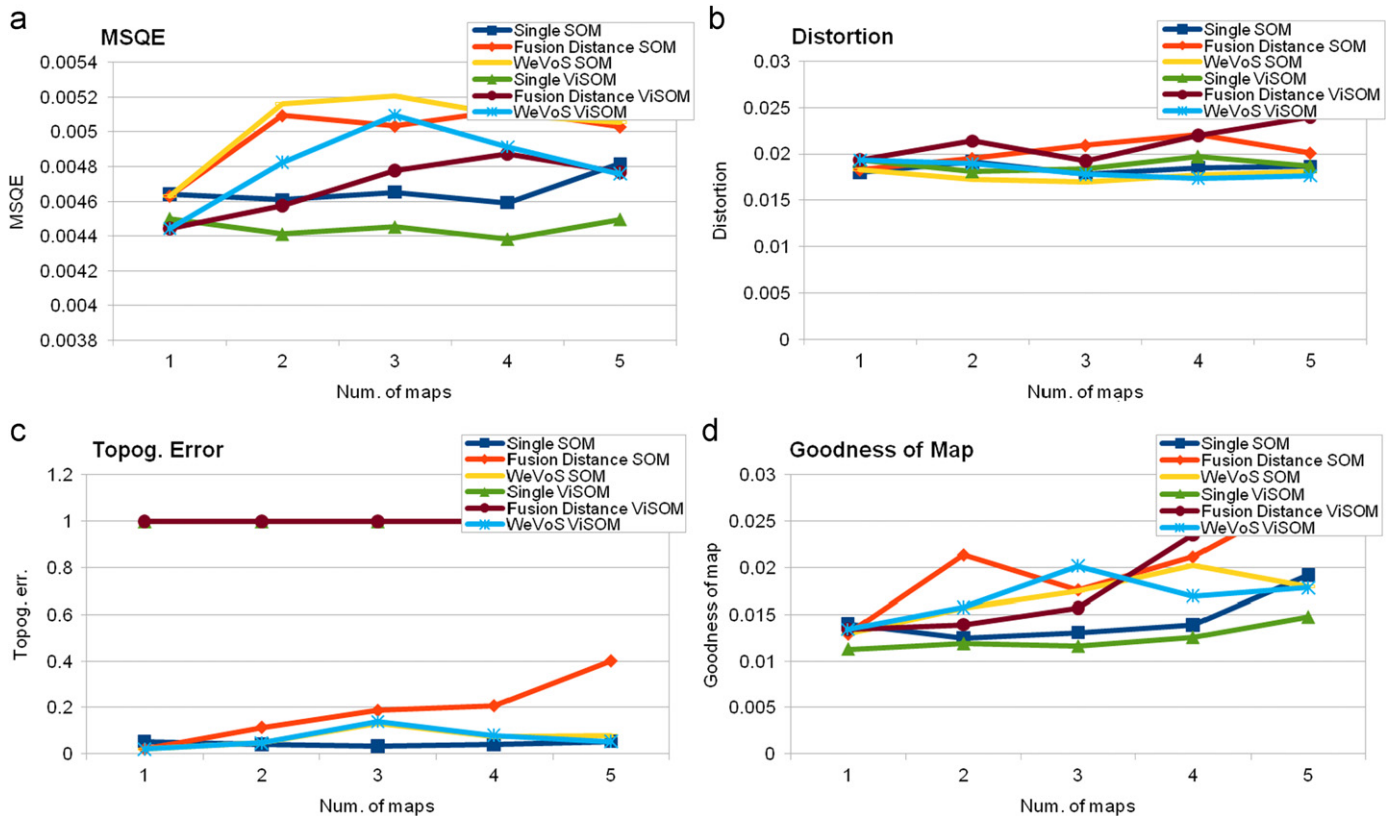 a
MSQE
Single SOM
Fusion Distance SOM
WeVoS SOM
Single ViSOM
Fusion Distance ViSOM
WeVoS ViSOM
0.0054
0.0052
0.005
0.0048
0.0046
0.0044
0.0042
0.004
0.0038
MSQE
1 2 3 4 5
Num. of maps
b
Distortion
Single SOM
Fusion Distance SOM
WeVoS SOM
Single ViSOM
Fusion Distance ViSOM
WeVoS ViSOM
0.03
0.025
0.02
0.015
0.01
0.005
0
Distortion
1 2 3 4 5
Num. of maps
c
Topog. Error
Single SOM
Fusion Distance SOM
WeVoS SOM
Single ViSOM
Fusion Distance ViSOM
WeVoS ViSOM
1.2
1
0.8
0.6
0.4
0.2
0
Topog. err.
1 2 3 4 5
Num. of maps
d
Goodness of Map
Single SOM
Fusion Distance SOM
WeVoS SOM
Single ViSOM
Fusion Distance ViSOM
WeVoS ViSOM
0.03
0.025
0.02
0.015
0.01
0.005
0
Goodness of map
1 2 3 4 5
Num. of maps